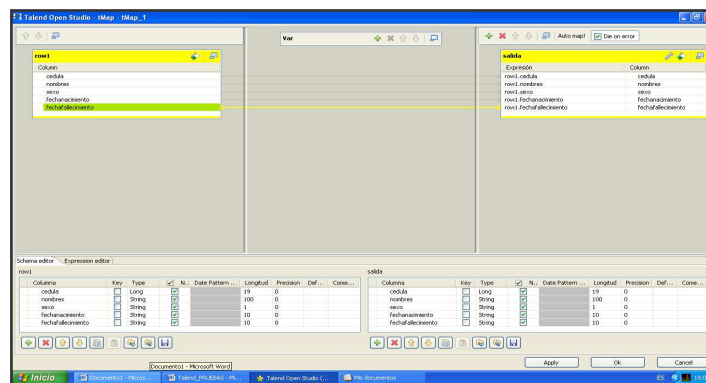 Talend Open Studio - tMap - tMap_1
Var
Auto map!
Die on error
row1
Column
cedula
nombres
sexo
fechanacimiento
fechafallecimiento
salida
Expresión Column
row1.cedula cedula
row1.nombres nombres
row1.sexo sexo
row1.fechanacimiento fechanacimiento
row1.fechafallecimiento fechafallecimiento
Schema editor Expression editor
row1
Columna Key Type N.. Date Pattern ... Longitud Precision Def... Come...
cedula Long 19 0
nombres String 100 0
sexo String 1 0
fechanacimiento String 10 0
fechafallecimiento String 10 0
salida
Columna Key Type N.. Date Pattern ... Longitud Precision Def... Come...
cedula Long 19 0
nombres String 100 0
sexo String 1 0
fechanacimiento String 10 0
fechafallecimiento String 10 0
Documento1 - Microsoft Word
Apply Ok Cancel
Inicio Documento1 - Micros... Talend_PRUEBAS - Mi... Talend Open Studio (... Mis documentos ES